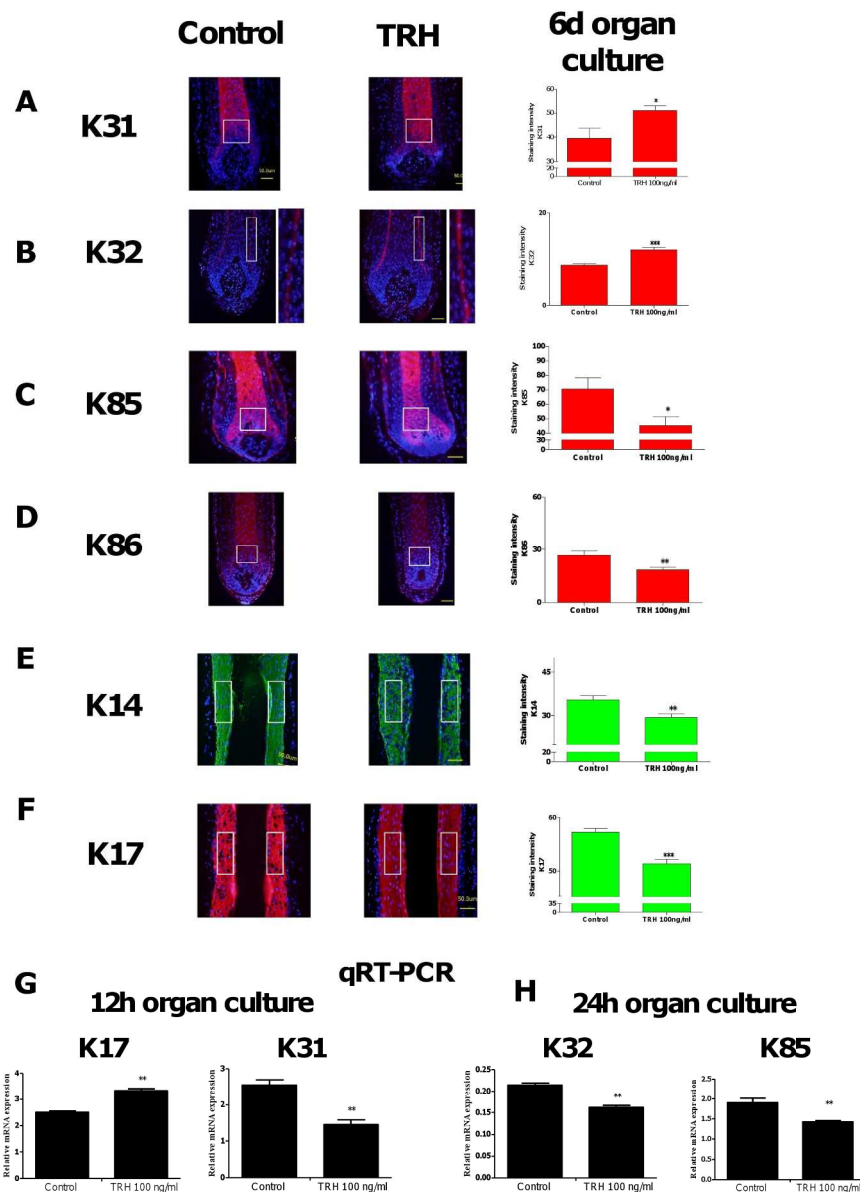 Control TRH 6d organ
culture
A
K31
50.0um
Staining intensity
K31
60
50
40
30
20
0
*
Control TRH 100ng/ml
B
K32
Staining intensity
K32
20
10
0
***
Control TRH 100ng/ml
C
K85
Staining intensity
K85
100
90
80
70
60
50
40
30
0
*
Control TRH 100ng/ml
D
K86
Staining intensity
K86
60
30
0
**
Control TRH 100ng/ml
E
K14
50.0um
Staining intensity
K14
45
30
20
0
**
Control TRH 100ng/ml
F
K17
50.0um
Staining intensity
K17
60
50
35
0
***
Control TRH 100ng/ml
qRT-PCR
G
12h organ culture
H
24h organ culture
K17
Relative mRNA expression
4
3
2
1
0
**
Control TRH 100 ng/ml
K31
Relative mRNA expression
3
2
1
0
**
Control TRH 100 ng/ml
K32
Relative mRNA expression
0.25
0.20
0.15
0.10
0.05
0.00
**
Control TRH 100 ng/ml
K85
Relative mRNA expression
2.5
2.0
1.5
1.0
0.5
0.0
**
Control TRH 100 ng/ml